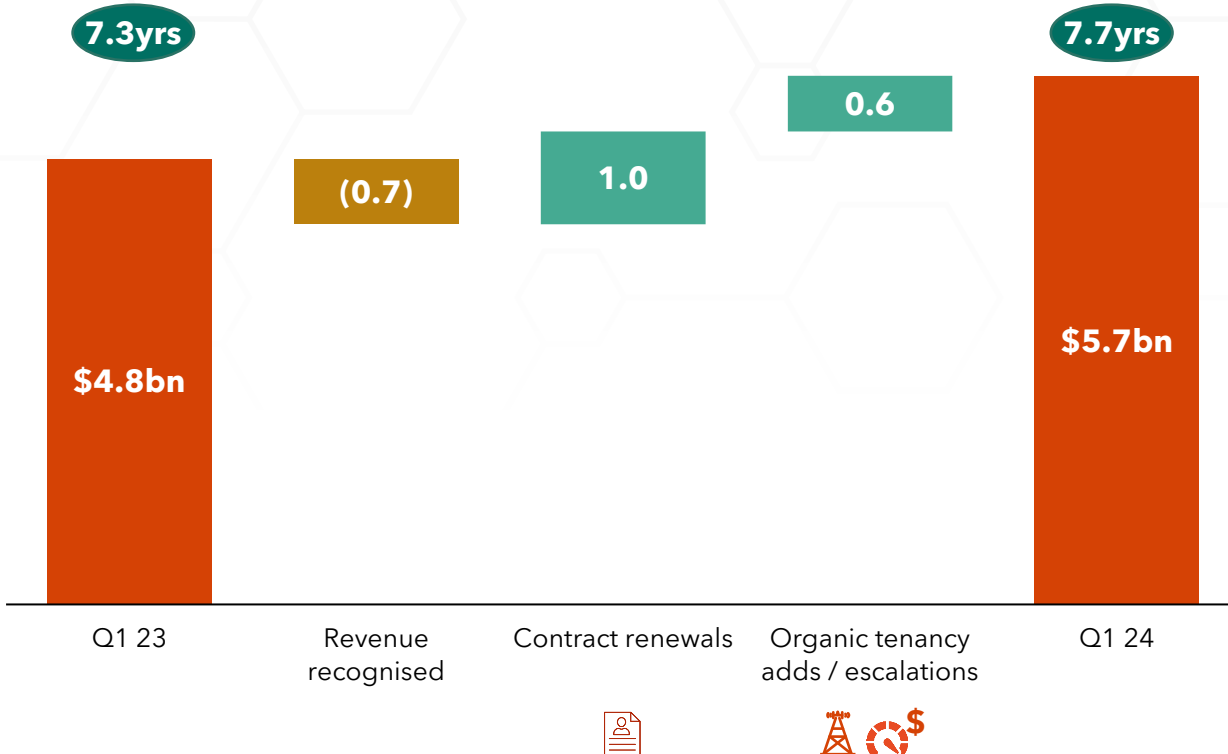 7.3yrs
7.7yrs
0.6
(0.7)
1.0
$4.8bn
$5.7bn
Q1 23
Revenue
recognised
Contract renewals
Organic tenancy
adds / escalations
Q1 24
$